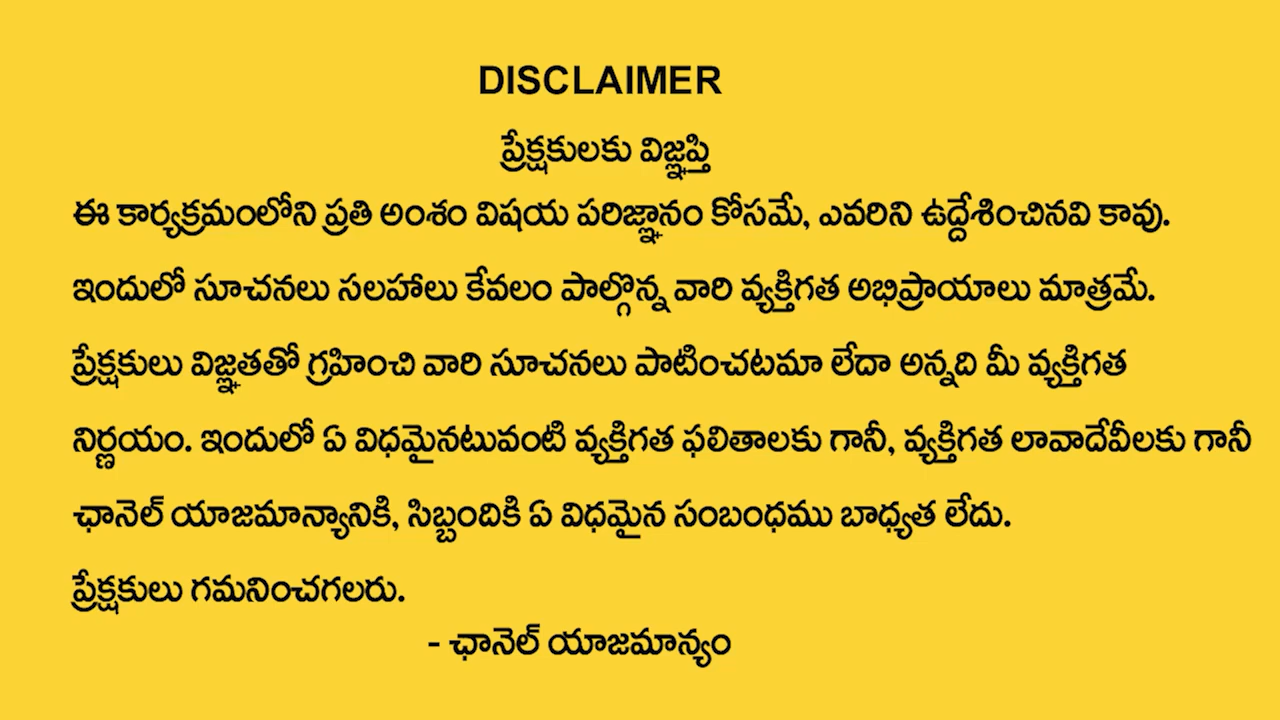 DISCLAIMER
ప్రేక్షకులకు విజ్ఞప్తి
ఈ కార్యక్రమంలోని ప్రతి అంశం విషయ పరిజ్ఞానం కోసమే, ఎవరిని ఉద్దేశించినవి కావు.
ఇందులో సూచనలు సలహాలు కేవలం పాల్గొన్న వారి వ్యక్తిగత అభిప్రాయాలు మాత్రమే.
ప్రేక్షకులు విజ్ఞతతో గ్రహించి వారి సూచనలు పాటించటమా లేదా అన్నది మీ వ్యక్తిగత
నిర్ణయం. ఇందులో ఏ విధమైనటువంటి వ్యక్తిగత ఫలితాలకు గానీ, వ్యక్తిగత లావాదేవీలకు గానీ
ఛానెల్ యాజమాన్యానికి, సిబ్బందికి ఏ విధమైన సంబంధము బాధ్యత లేదు.
ప్రేక్షకులు గమనించగలరు.
- ఛానెల్ యాజమాన్యం